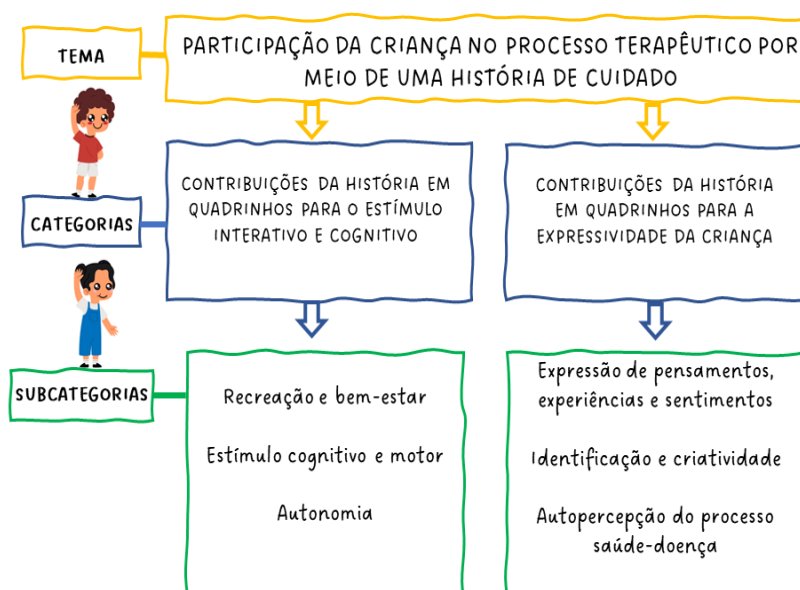 TEMA
PARTICIPAÇÃO DA CRIANÇA NO PROCESSO TERAPÊUTICO POR
MEIO DE UMA HISTÓRIA DE CUIDADO
CATEGORIAS
CONTRIBUIÇÕES DA HISTÓRIA EM
QUADRINHOS PARA O ESTÍMULO
INTERATIVO E COGNITIVO
CONTRIBUIÇÕES DA HISTÓRIA
EM QUADRINHOS PARA A
EXPRESSIVIDADE DA CRIANÇA
SUBCATEGORIAS
Recreação e bem-estar
Estímulo cognitivo e motor
Autonomia
Expressão de pensamentos,
experiências e sentimentos
Identificação e criatividade
Autopercepção do processo
saúde-doença